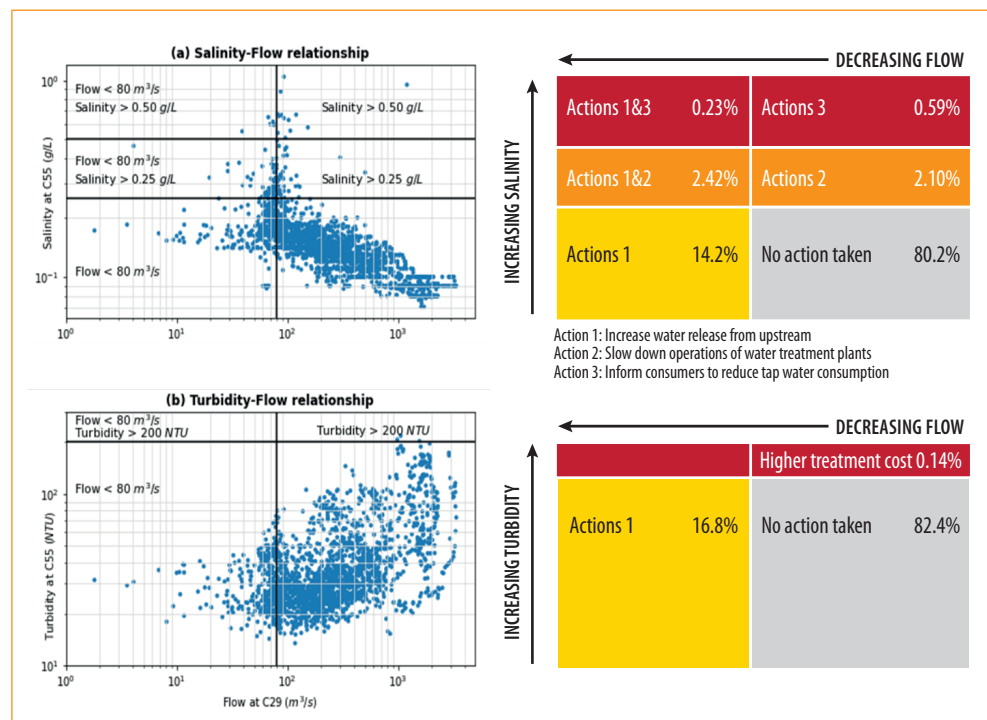 (a) Salinity-Flow relationship
10⁰
Flow < 80 m³/s
Salinity > 0.50 g/L
Salinity > 0.50 g/L
Flow < 80 m³/s
Salinity > 0.25 g/L
Salinity > 0.25 g/L
Salinity at C55 (g/L)
10⁻¹
Flow < 80 m³/s
10⁰ 10¹ 10² 10³
DECREASING FLOW
INCREASING SALINITY
Actions 1&3 0.23% Actions 3 0.59%
Actions 1&2 2.42% Actions 2 2.10%
Actions 1 14.2% No action taken 80.2%
Action 1: Increase water release from upstream
Action 2: Slow down operations of water treatment plants
Action 3: Inform consumers to reduce tap water consumption
(b) Turbidity-Flow relationship
Flow < 80 m³/s
Turbidity > 200 NTU
Turbidity > 200 NTU
10²
Flow < 80 m³/s
Turbidity at C55 (NTU)
10¹
10⁰ 10¹ 10² 10³
Flow at C29 (m³/s)
DECREASING FLOW
INCREASING TURBIDITY
Higher treatment cost 0.14%
Actions 1 16.8% No action taken 82.4%